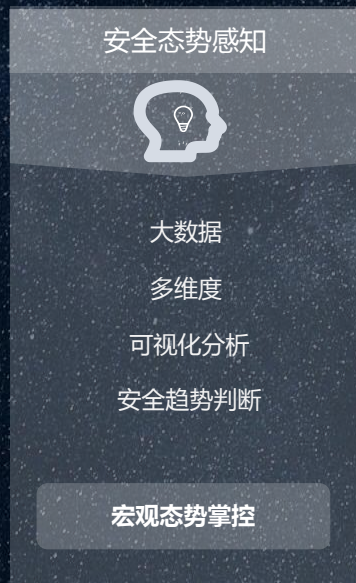 安全态势感知
大数据
多维度
可视化分析
安全趋势判断
宏观态势掌控